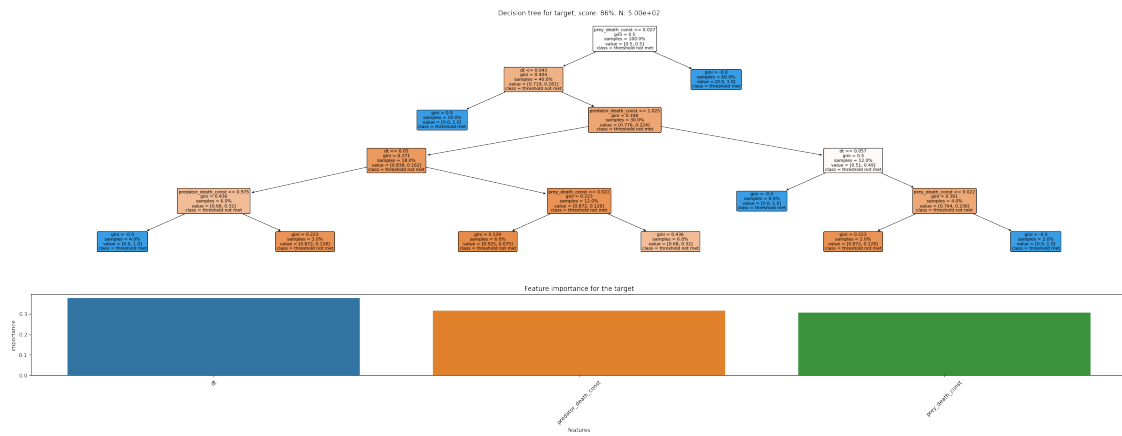 Decision tree for target, score: 86%. N: 5.00e+02
prey_death_const <= 0.027
gini = 0.5
samples = 100.0%
value = [0.5, 0.5]
class = threshold not met
dt <= 0.043
gini = 0.404
samples = 40.0%
value = [0.719, 0.281]
class = threshold not met
gini = -0.0
samples = 60.0%
value = [0.0, 1.0]
class = threshold not met
gini = 0.0
samples = 10.0%
value = [0.0, 1.0]
class = threshold not met
predator_death_const <= 1.025
gini = 0.348
samples = 30.0%
value = [0.776, 0.224]
class = threshold not met
dt <= 0.05
gini = 0.271
samples = 18.0%
value = [0.838, 0.162]
class = threshold not met
dt <= 0.057
gini = 0.5
samples = 12.0%
value = [0.51, 0.49]
class = threshold not met
predator_death_const <= 0.975
gini = 0.436
samples = 6.0%
value = [0.68, 0.32]
class = threshold not met
prey_death_const <= 0.022
gini = 0.223
samples = 12.0%
value = [0.872, 0.128]
class = threshold not met
gini = -0.0
samples = 8.0%
value = [0.0, 1.0]
class = threshold not met
prey_death_const <= 0.022
gini = 0.361
samples = 4.0%
value = [0.764, 0.236]
class = threshold not met
gini = -0.0
samples = 4.0%
value = [0.0, 1.0]
class = threshold not met
gini = 0.223
samples = 2.0%
value = [0.872, 0.128]
class = threshold not met
gini = 0.139
samples = 6.0%
value = [0.925, 0.075]
class = threshold not met
gini = 0.436
samples = 6.0%
value = [0.68, 0.32]
class = threshold not met
gini = 0.223
samples = 2.0%
value = [0.872, 0.128]
class = threshold not met
gini = -0.0
samples = 2.0%
value = [0.0, 1.0]
class = threshold not met
Feature importance for the target
importance
0.3
0.2
0.1
0.0
dt
predator_death_const
prey_death_const
features